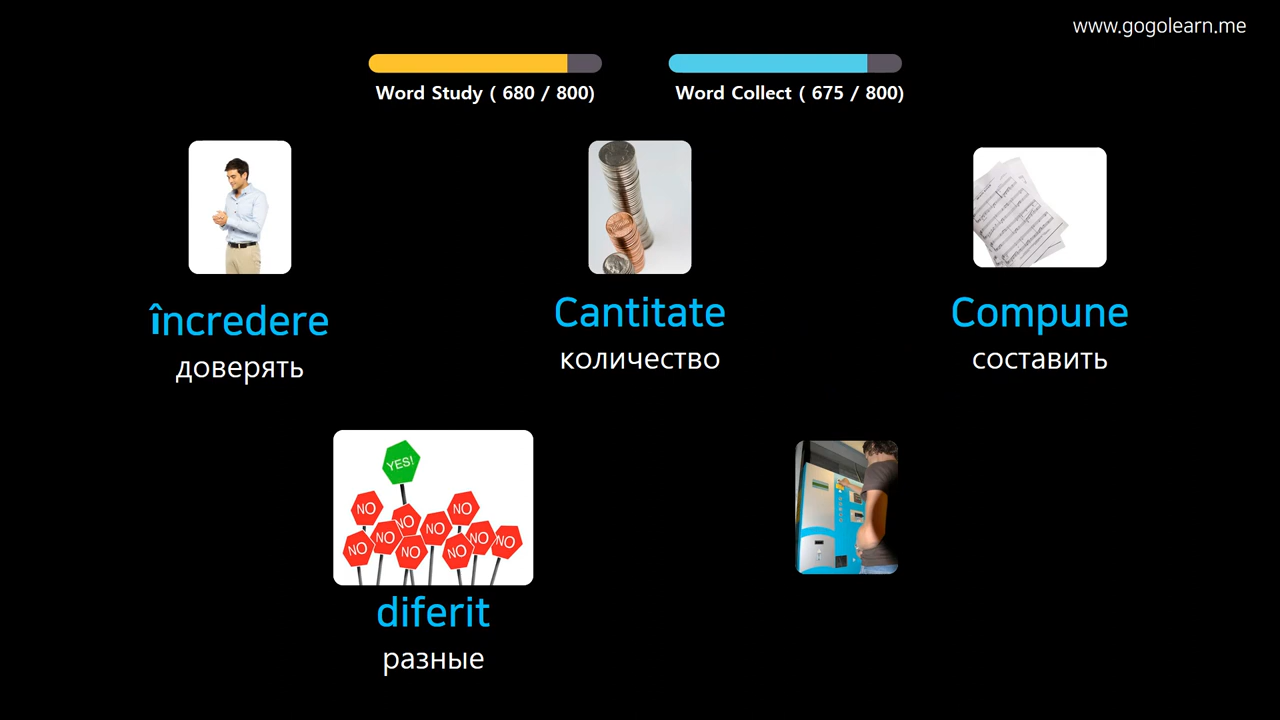 www.gogolearn.me
Word Study ( 680 / 800)
Word Collect ( 675 / 800)
încredere
доверять
Cantitate
количество
Compune
составить
YES!
NO
NO
NO
NO
NO
NO
NO
NO
NO
NO
diferit
разные